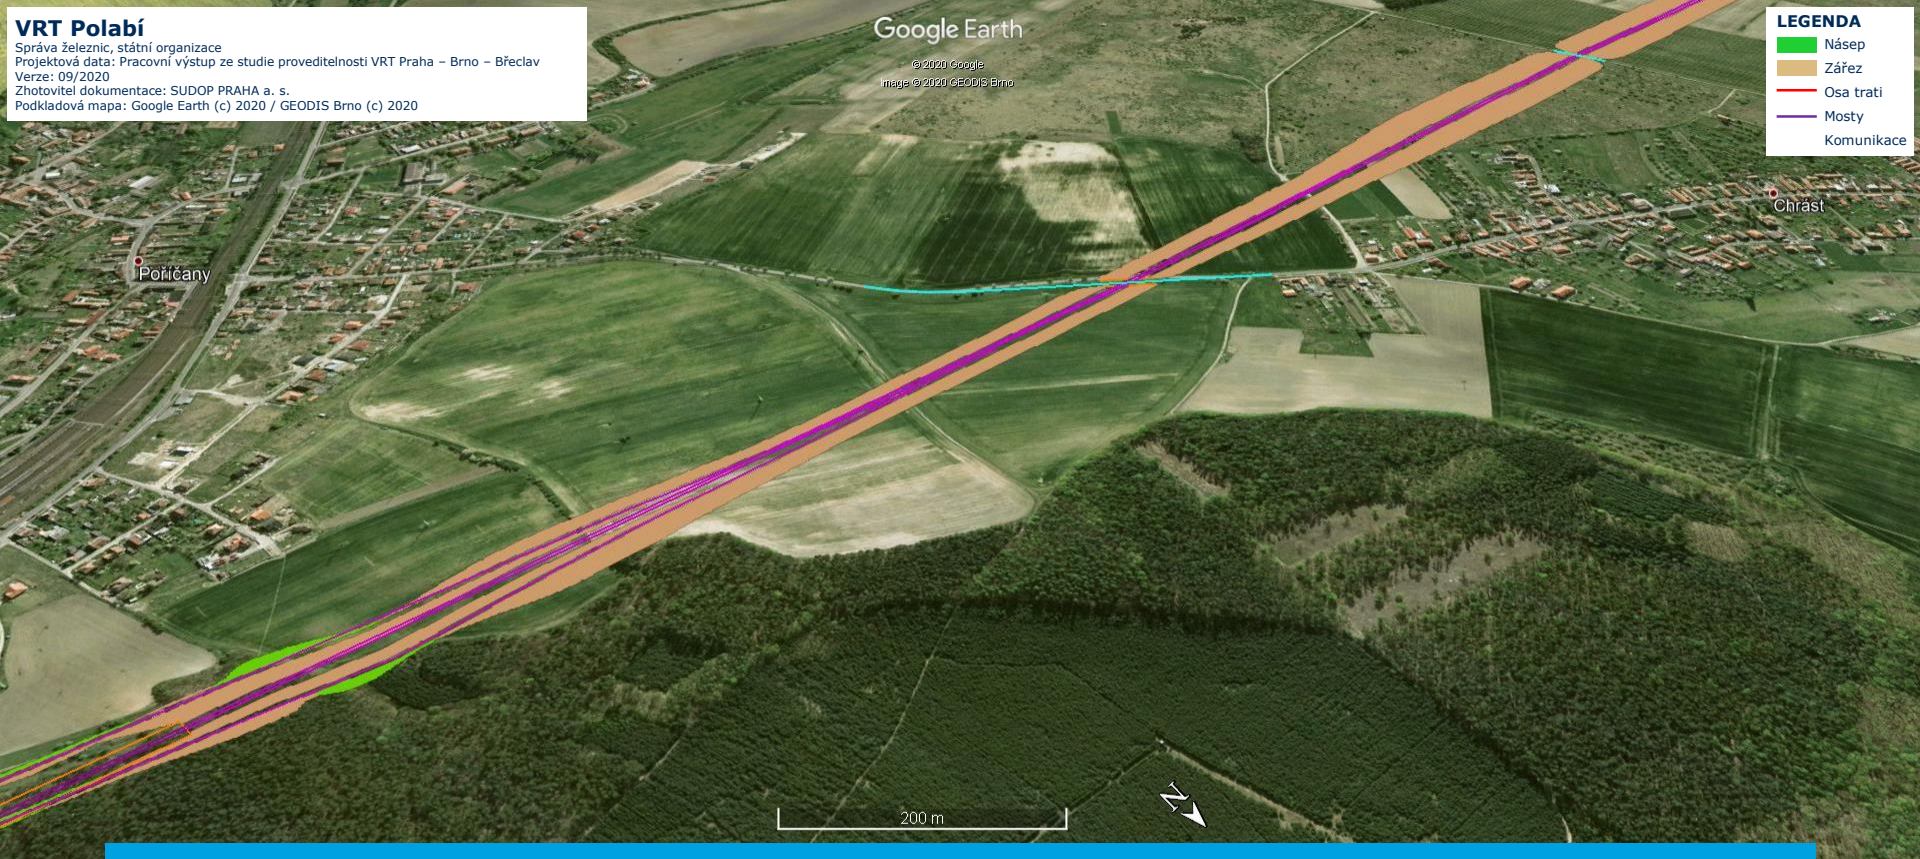 VRT Polabí
Správa železnic, státní organizace
Projektová data: Pracovní výstup ze studie proveditelnosti VRT Praha – Brno – Břeclav
Verze: 09/2020
Zhotovitel dokumentace: SUDOP PRAHA a. s.
Podkladová mapa: Google Earth (c) 2020 / GEODIS Brno (c) 2020
Google Earth
© 2020 Google
Image © 2020 GEODIS Brno
LEGENDA
Násep
Zářez
Osa trati
Mosty
Komunikace
Chrást
Poříčany
200 m
N